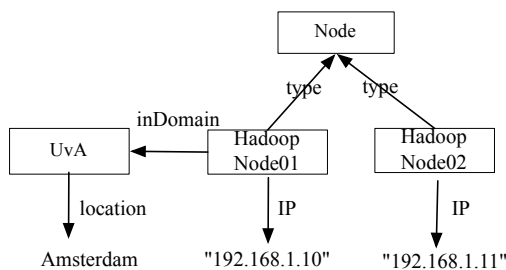 Node
type
type
inDomain
UvA
Hadoop
Node01
Hadoop
Node02
location
IP
IP
Amsterdam
"192.168.1.10"
"192.168.1.11"